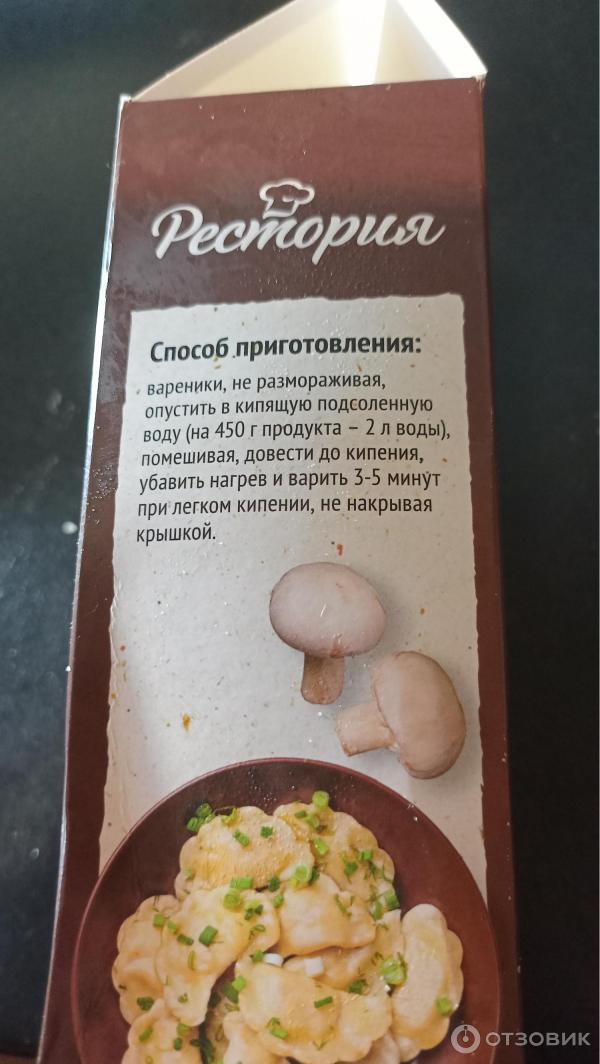 Рестория
Способ приготовления:
вареники, не размораживая,
опустить в кипящую подсоленную
воду (на 450 г продукта – 2 л воды),
помешивая, довести до кипения,
убавить нагрев и варить 3-5 минут
при легком кипении, не накрывая
крышкой.
ОТЗОВИК